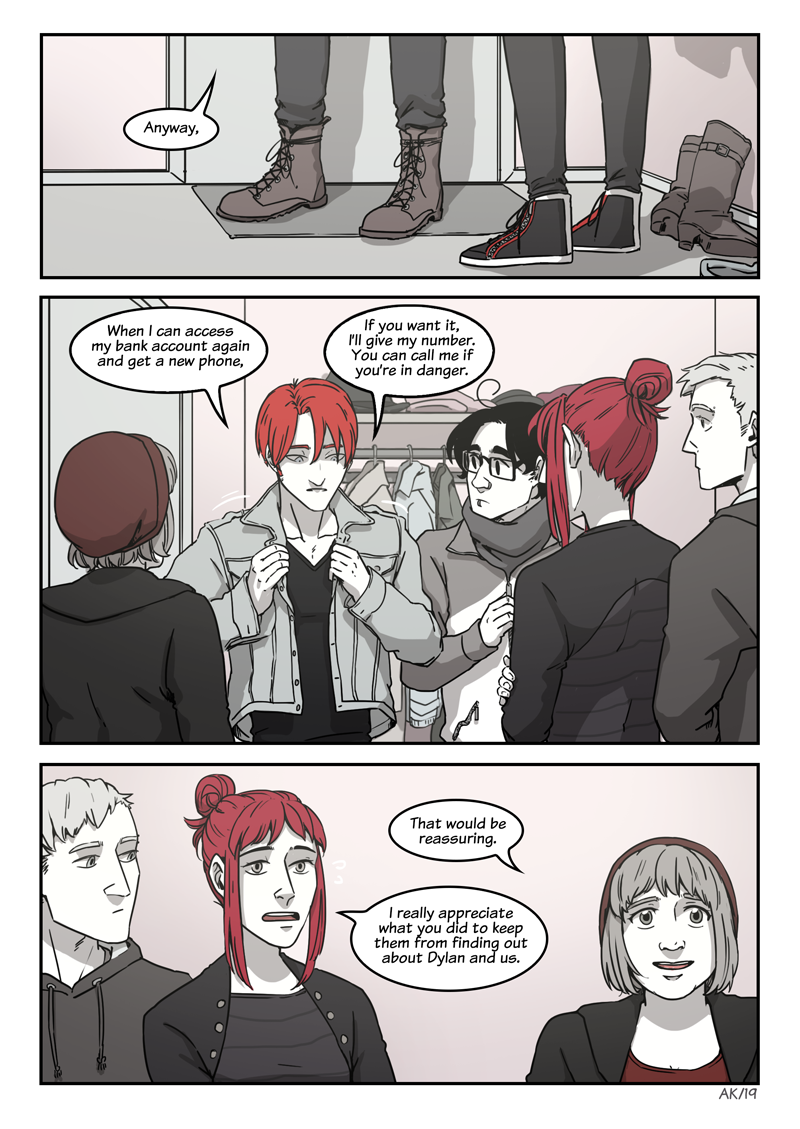 Anyway,
When I can access
my bank account again
and get a new phone,
If you want it,
I'll give my number.
You can call me if
you're in danger.
That would be
reassuring.
I really appreciate
what you did to keep
them from finding out
about Dylan and us.
AK/19